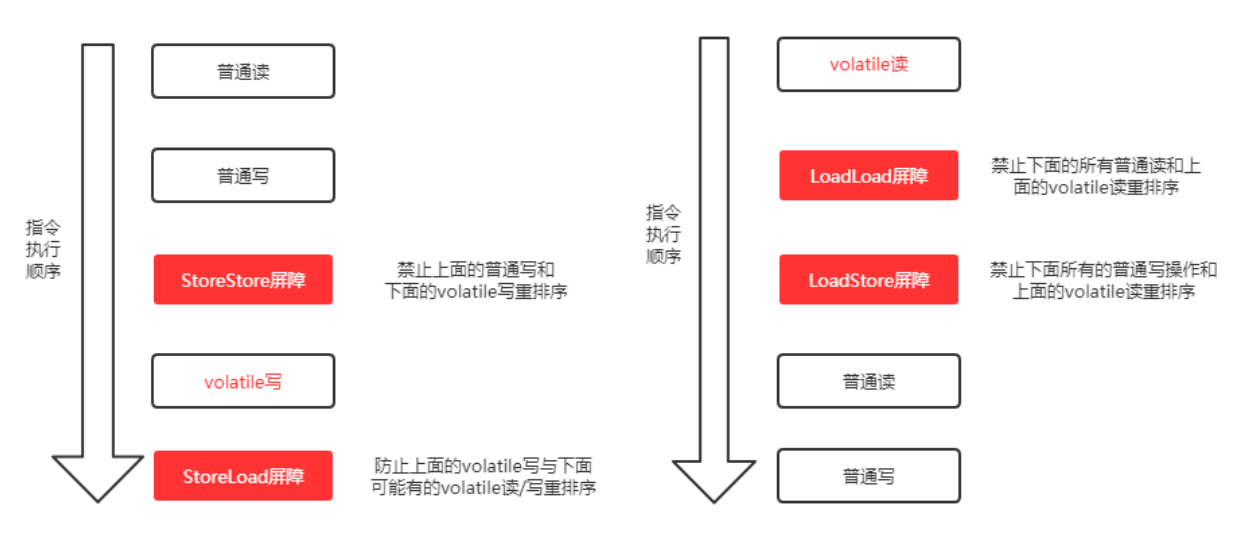 普通读
普通写
指令
执行
顺序
StoreStore屏障
禁止上面的普通写和
下面的volatile写重排序
volatile写
StoreLoad屏障
防止上面的volatile写与下面
可能有的volatile读/写重排序
volatile读
LoadLoad屏障
禁止下面的所有普通读和上
面的volatile读重排序
指令
执行
顺序
LoadStore屏障
禁止下面所有的普通写操作和
上面的volatile读重排序
普通读
普通写